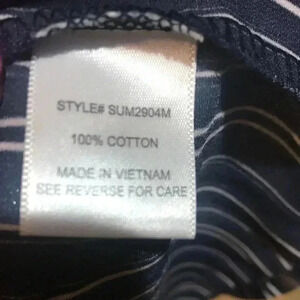 STYLE# SUM2904M
100% COTTON
MADE IN VIETNAM
SEE REVERSE FOR CARE